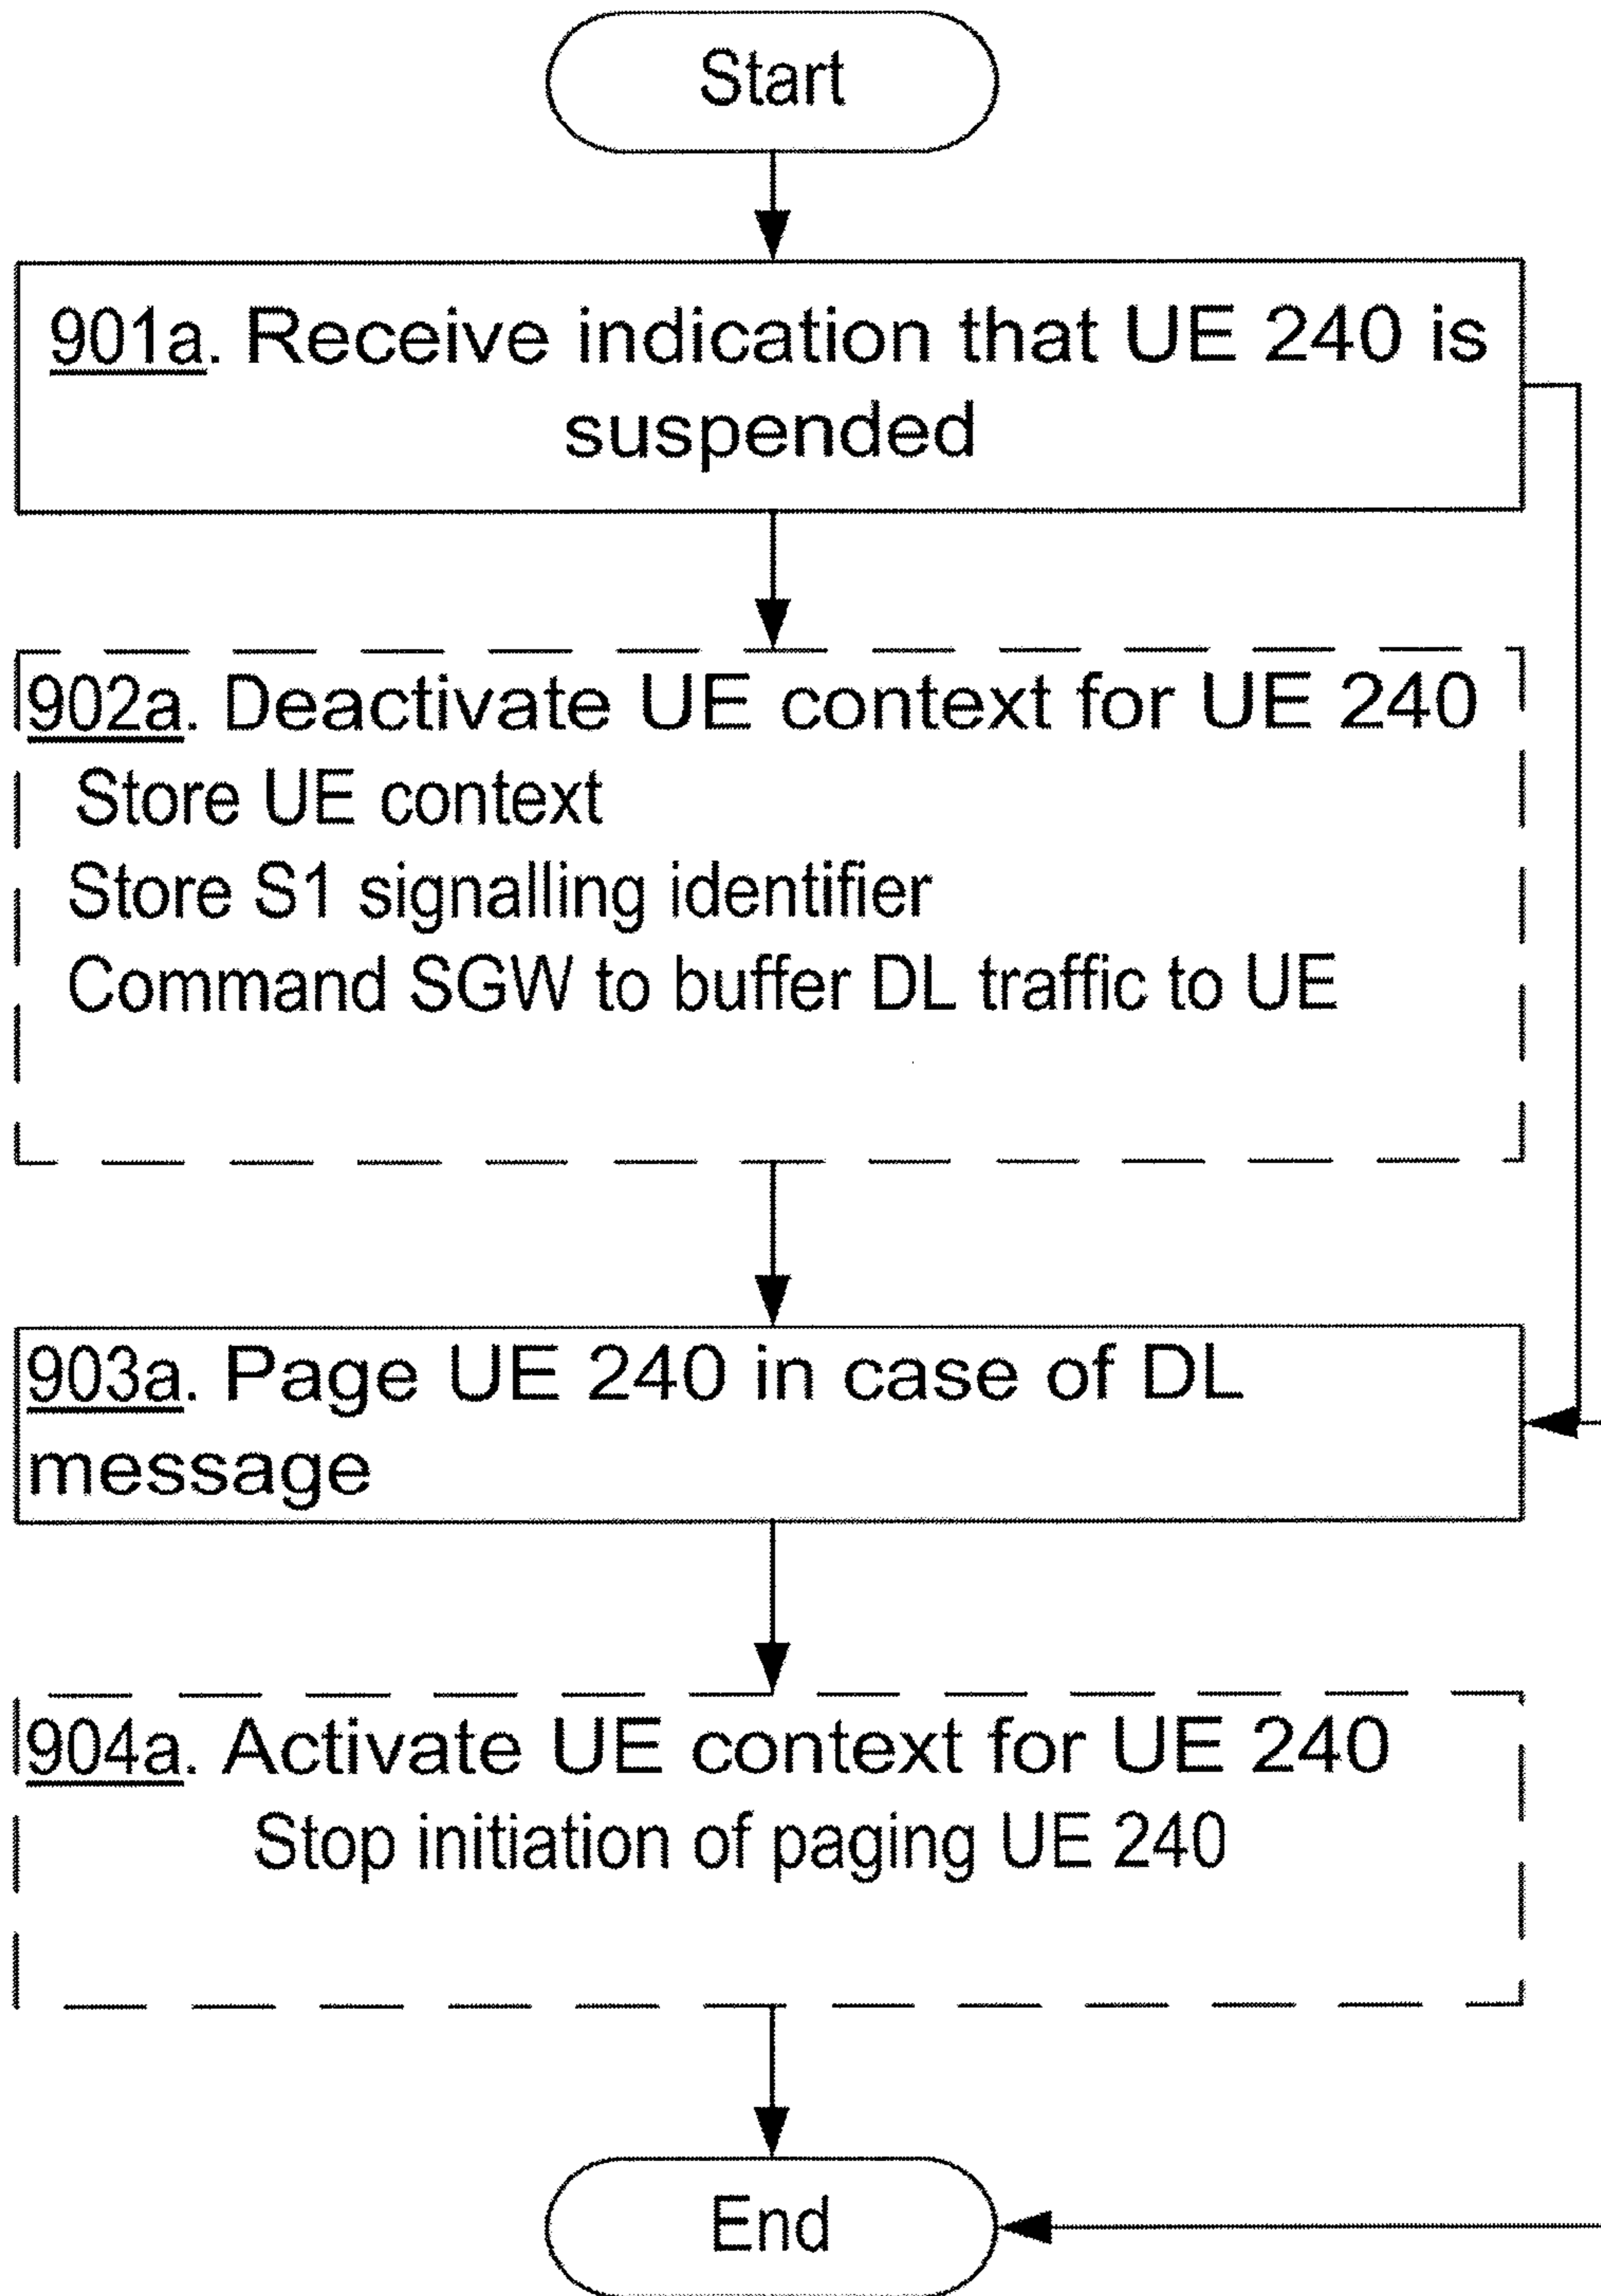 Start
901a. Receive indication that UE 240 is
suspended
902a. Deactivate UE context for UE 240
Store UE context
Store S1 signalling identifier
Command SGW to buffer DL traffic to UE
903a. Page UE 240 in case of DL
message
904a. Activate UE context for UE 240
Stop initiation of paging UE 240
End